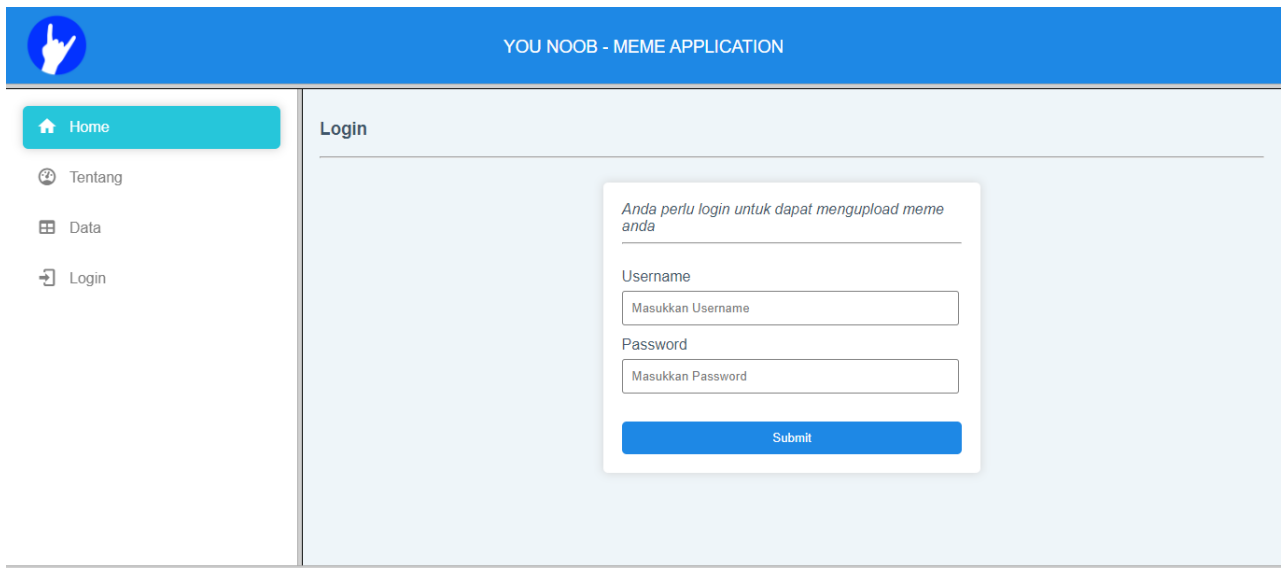 YOU NOOB - MEME APPLICATION
Home
Tentang
Data
Login
Login
Anda perlu login untuk dapat mengupload meme
anda
Username
Masukkan Username
Password
Masukkan Password
Submit